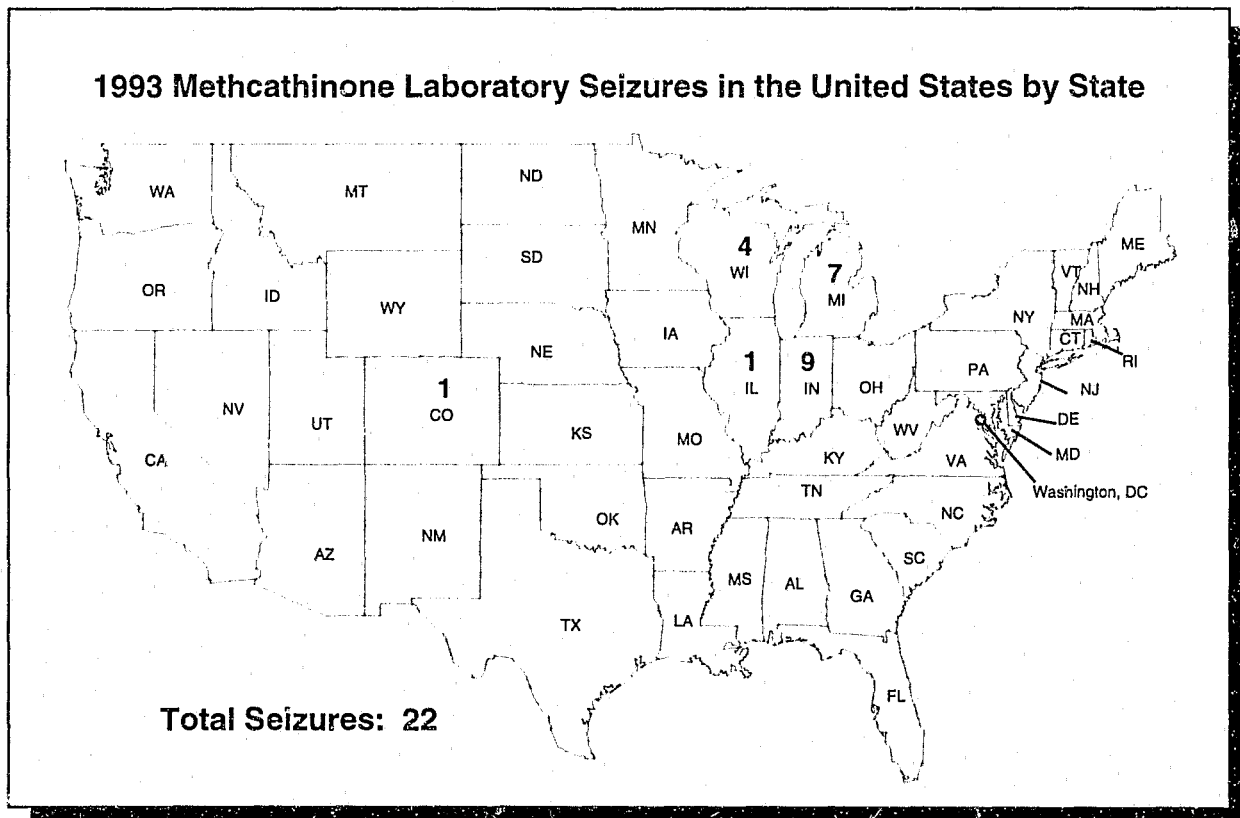 1993 Methcathinone Laboratory Seizures in the United States by State
WA
MT
ND
MN
ME
SD
4
WI
7
MI
VT
NH
OR
ID
WY
NY
MA
IA
CT
RI
NE
1
IL
9
IN
OH
PA
NJ
1
CO
NV
UT
KS
MO
WV
DE
CA
KY
VA
MD
Washington, DC
TN
NC
OK
AR
AZ
NM
SC
MS
AL
GA
TX
LA
FL
Total Seizures: 22